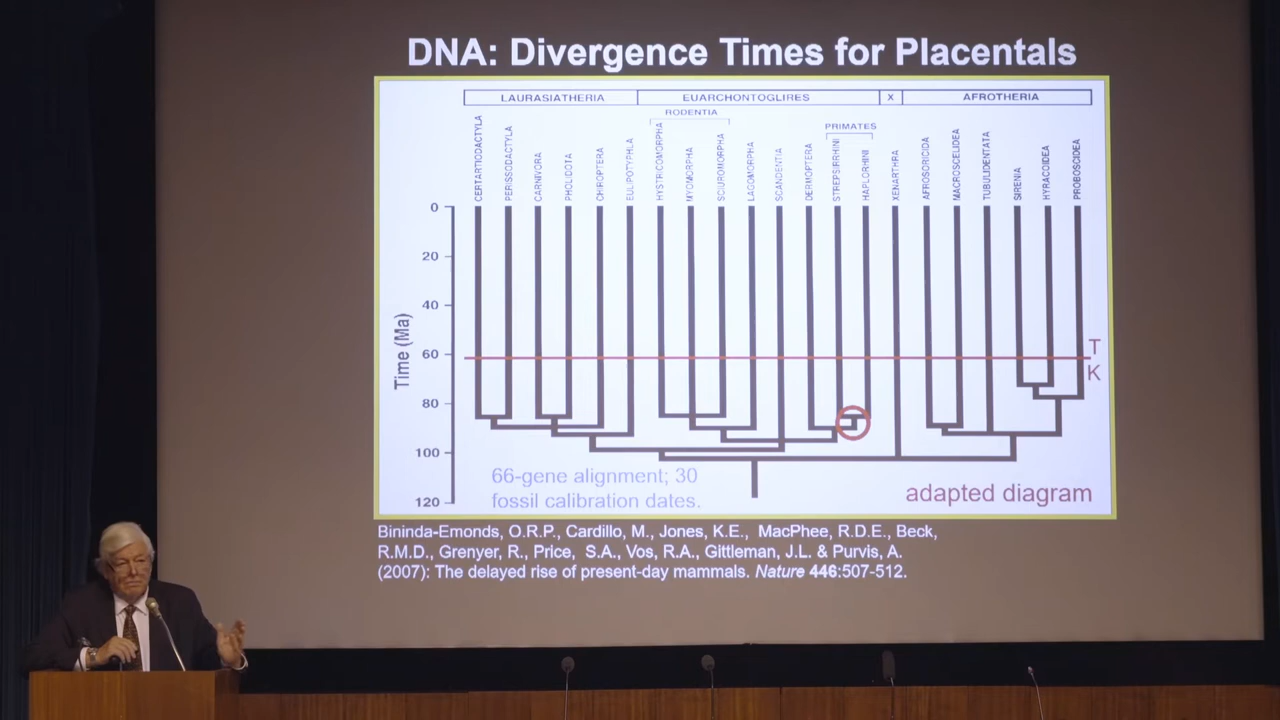 DNA: Divergence Times for Placentals
LAURASIATHERIA EUARCHONTOGLIRES X AFROTHERIA
RODENTIA
PRIMATES
CERTARTIODACTYLA
PERISSODACTYLA
CARNIVORA
PHOLIDOTA
CHIROPTERA
EULIPOTYPHLA
HYSTRICOMORPHA
MYOMORPHA
SCIUROMORPHA
LAGOMORPHA
SCANDENTIA
DERMOPTERA
STREPSIRRHINI
HAPLORHINI
XENARTHRA
AFROSORICIDA
MACROSCELIDEA
TUBULIDENTATA
SIRENIA
HYRACOIDEA
PROBOSCIDEA
Time (Ma)
0
20
40
60
80
100
120
T
K
66-gene alignment; 30
fossil calibration dates.
adapted diagram
Bininda-Emonds, O.R.P., Cardillo, M., Jones, K.E., MacPhee, R.D.E., Beck,
R.M.D., Grenyer, R., Price, S.A., Vos, R.A., Gittleman, J.L. & Purvis, A.
(2007): The delayed rise of present-day mammals. Nature 446:507-512.